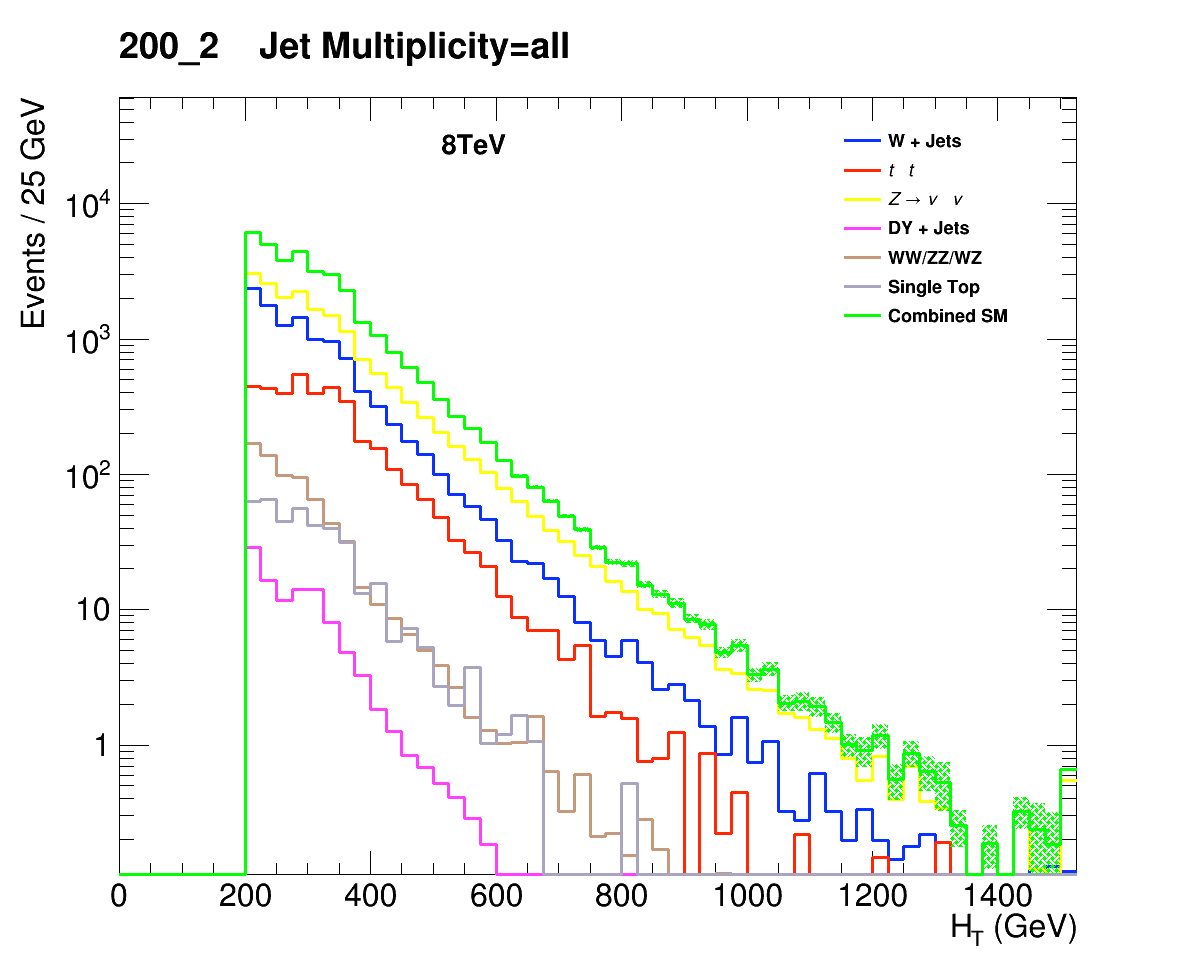 200_2 Jet Multiplicity=all
Events / 25 GeV
8TeV
W + Jets
t t
Z → ν ν
DY + Jets
WW/ZZ/WZ
Single Top
Combined SM
10⁴
10³
10²
10
1
0 200 400 600 800 1000 1200 1400
H_T (GeV)